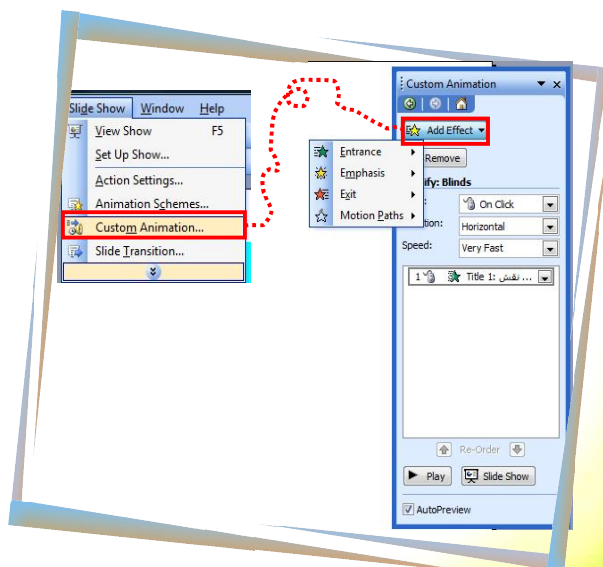 Slide Show Window Help
View Show F5
Set Up Show...
Action Settings...
Animation Schemes...
Custom Animation...
Slide Transition...
Custom Animation
Add Effect
Remove
Entrance
Emphasis
Exit
Motion Paths
Blinds
On Click
Horizontal
Speed: Very Fast
1 Title 1: نقش ...
Re-Order
Play Slide Show
AutoPreview